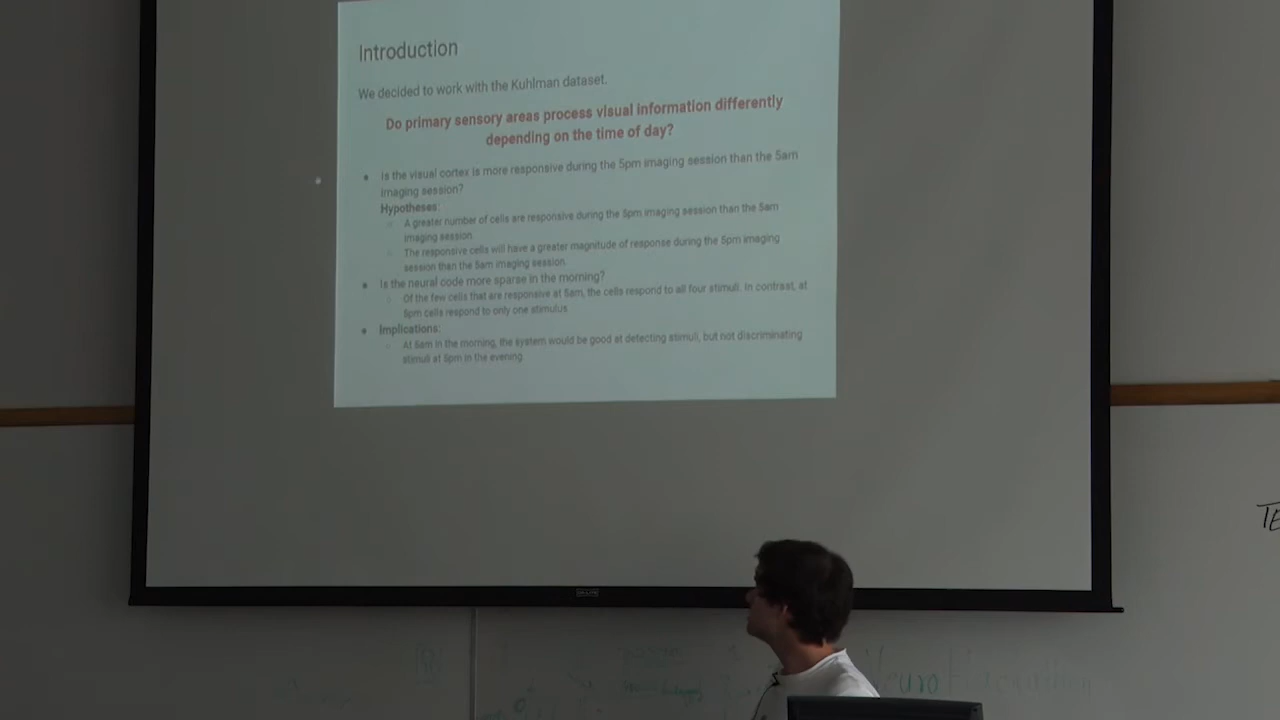 Introduction
We decided to work with the Kuhlman dataset.
Do primary sensory areas process visual information differently
depending on the time of day?
Is the visual cortex is more responsive during the 5pm imaging session than the 5am
imaging session?
Hypotheses:
A greater number of cells are responsive during the 5pm imaging session than the 5am
imaging session.
The responsive cells will have a greater magnitude of response during the 5pm imaging
session than the 5am imaging session.
Is the neural code more sparse in the morning?
Of the few cells that are responsive at 5am, the cells respond to all four stimuli. In contrast, at
5pm cells respond to only one stimulus.
Implications:
At 5am in the morning, the system would be good at detecting stimuli, but not discriminating
stimuli at 5pm in the evening.
TE
Neuro